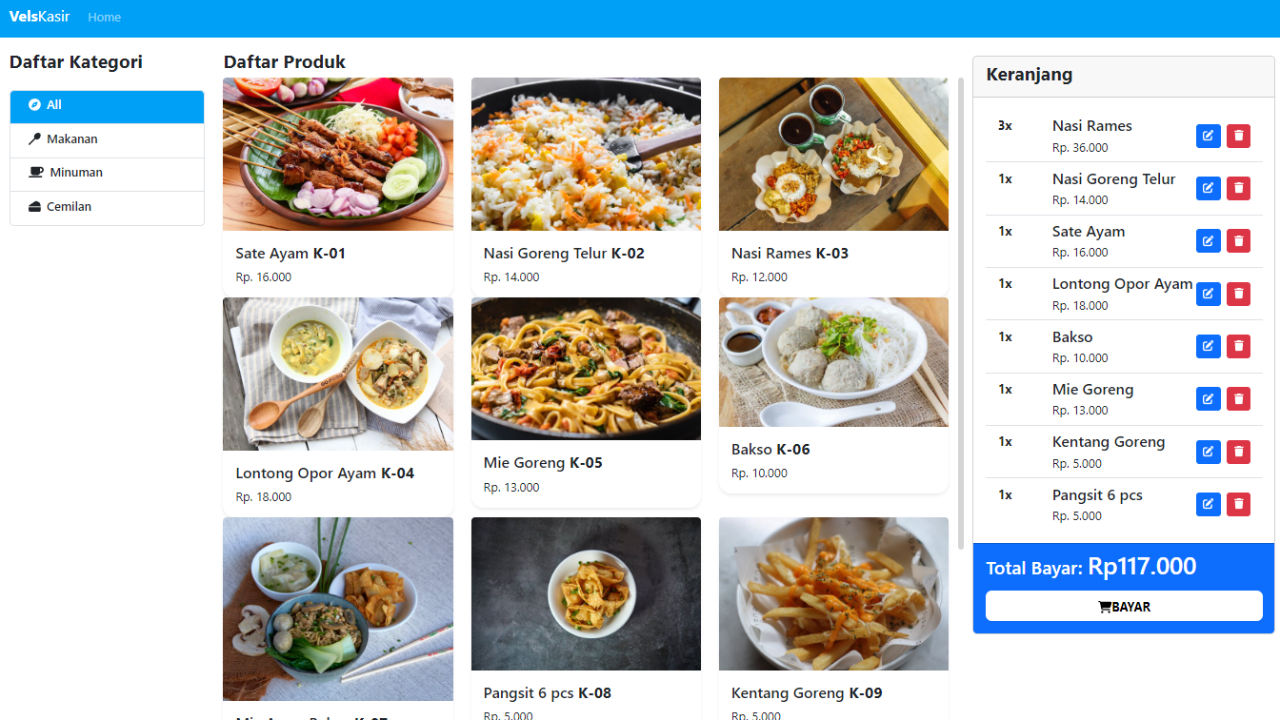 VelsKasir Home
Daftar Kategori
All
Makanan
Minuman
Cemilan
Daftar Produk
Sate Ayam K-01
Rp. 16.000
Nasi Goreng Telur K-02
Rp. 14.000
Nasi Rames K-03
Rp. 12.000
Lontong Opor Ayam K-04
Rp. 18.000
Mie Goreng K-05
Rp. 13.000
Bakso K-06
Rp. 10.000
Mie Ayam Bakso K-07
Pangsit 6 pcs K-08
Rp. 5.000
Kentang Goreng K-09
Rp. 5.000
Keranjang
3x Nasi Rames
Rp. 36.000
1x Nasi Goreng Telur
Rp. 14.000
1x Sate Ayam
Rp. 16.000
1x Lontong Opor Ayam
Rp. 18.000
1x Bakso
Rp. 10.000
1x Mie Goreng
Rp. 13.000
1x Kentang Goreng
Rp. 5.000
1x Pangsit 6 pcs
Rp. 5.000
Total Bayar: Rp117.000
BAYAR